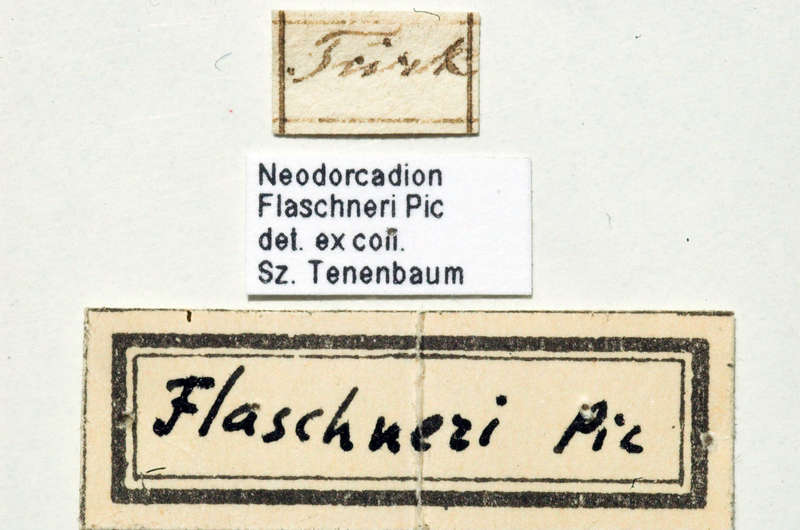 Türk
Neodorcadion
Flaschneri Pic
det. ex coll.
Sz. Tenenbaum
Flaschneri Pic